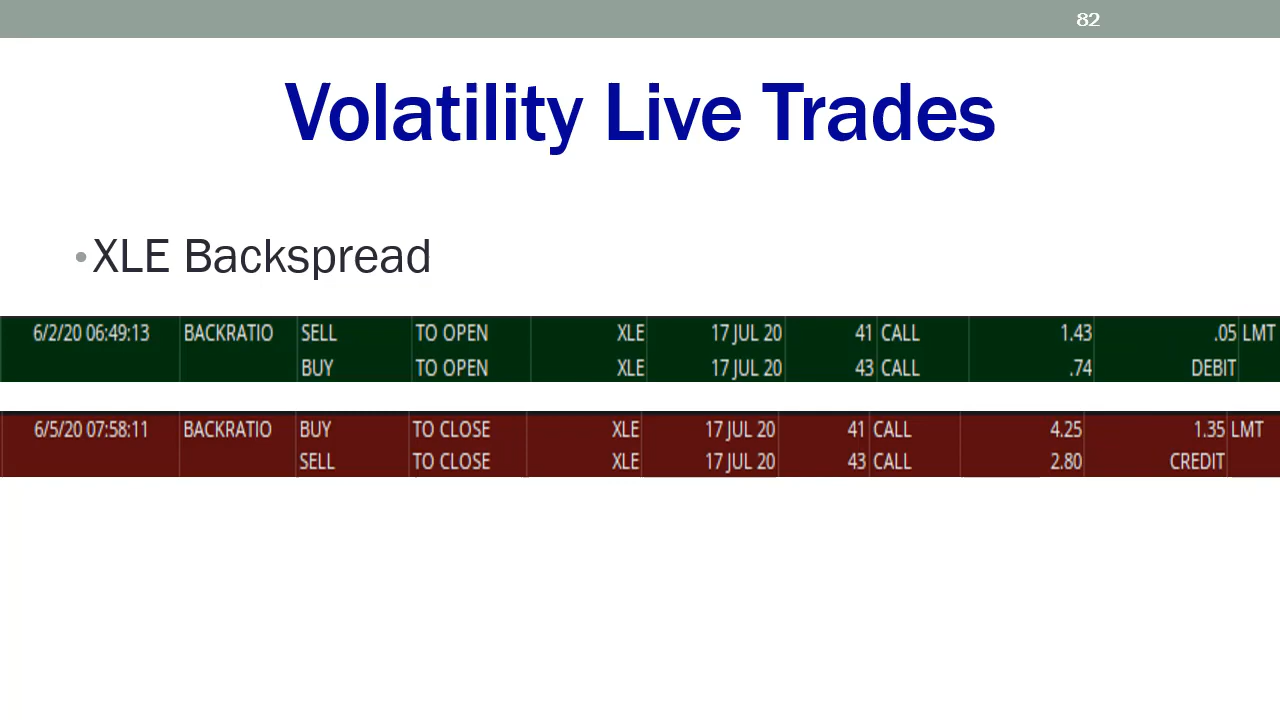 82
Volatility Live Trades
•XLE Backspread
6/2/20 06:49:13 BACKRATIO SELL TO OPEN XLE 17 JUL 20 41 CALL 1.43 .05 LMT
BUY TO OPEN XLE 17 JUL 20 43 CALL .74 DEBIT
6/5/20 07:58:11 BACKRATIO BUY TO CLOSE XLE 17 JUL 20 41 CALL 4.25 1.35 LMT
SELL TO CLOSE XLE 17 JUL 20 43 CALL 2.80 CREDIT